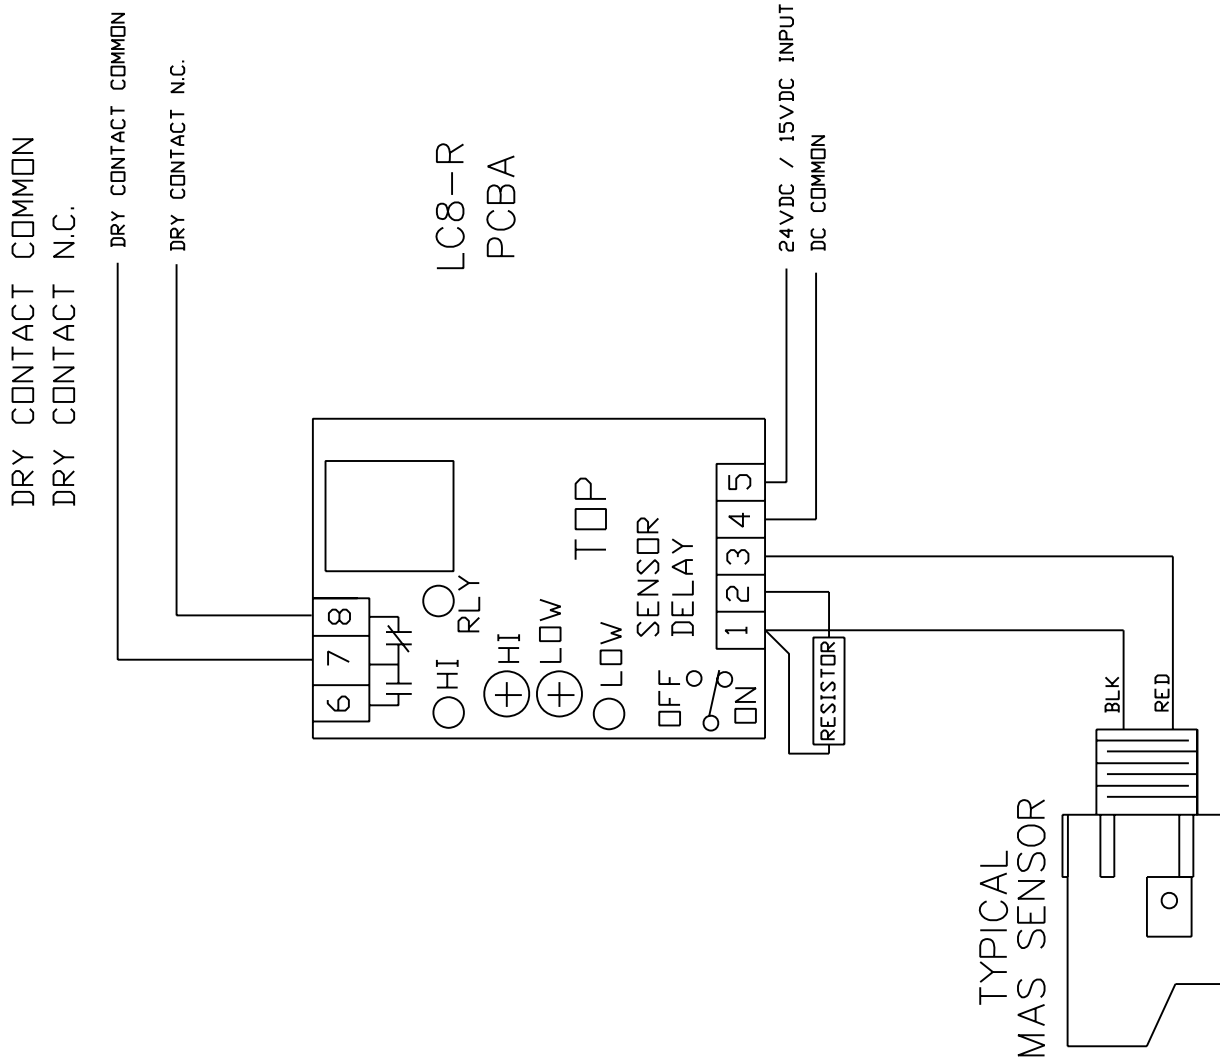 DRY CONTACT COMMON
DRY CONTACT N.C.
DRY CONTACT COMMON
DRY CONTACT N.C.
LC8-R
PCBA
24VDC / 15VDC INPUT
DC COMMON
8
7
6
RLY
HI
HI
LOW
LOW
TOP
SENSOR
DELAY
OFF
ON
5
4
3
2
1
RESISTOR
BLK
RED
TYPICAL
MAS SENSOR